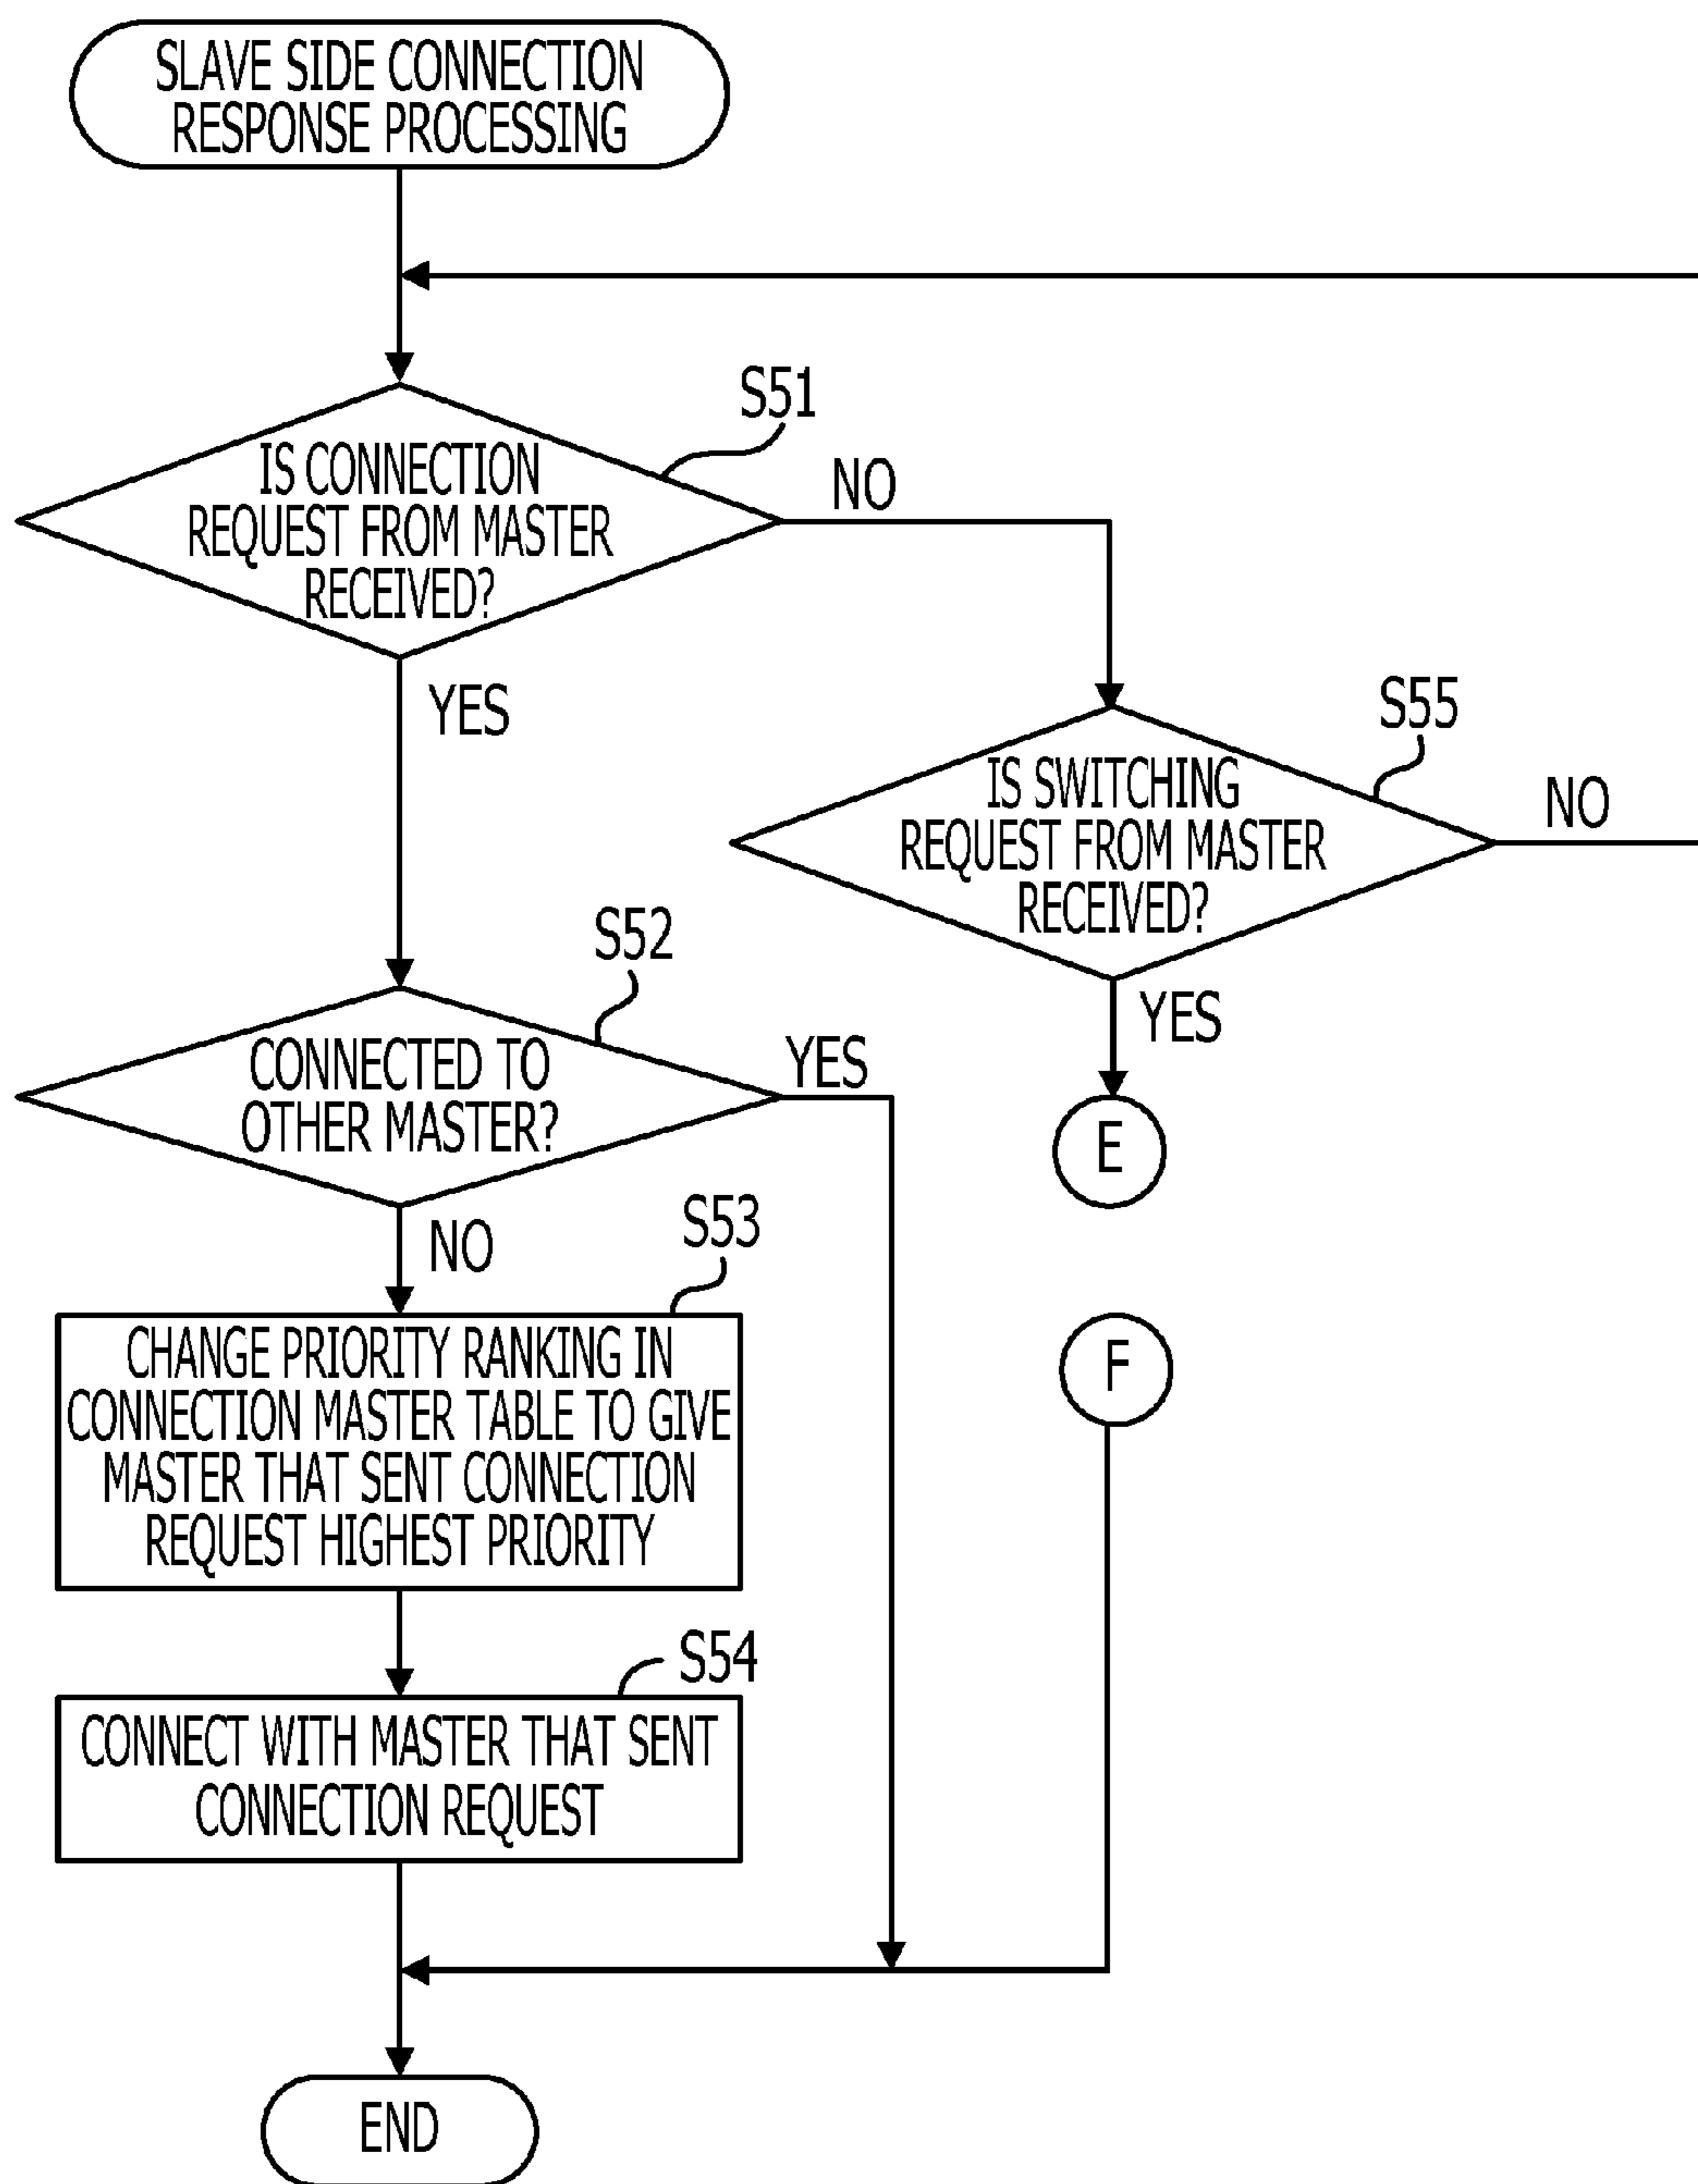 SLAVE SIDE CONNECTION
RESPONSE PROCESSING
S51
IS CONNECTION
REQUEST FROM MASTER
RECEIVED?
NO
YES
S55
IS SWITCHING
REQUEST FROM MASTER
RECEIVED?
NO
YES
E
S52
CONNECTED TO
OTHER MASTER?
YES
NO
S53
CHANGE PRIORITY RANKING IN
CONNECTION MASTER TABLE TO GIVE
MASTER THAT SENT CONNECTION
REQUEST HIGHEST PRIORITY
F
S54
CONNECT WITH MASTER THAT SENT
CONNECTION REQUEST
END